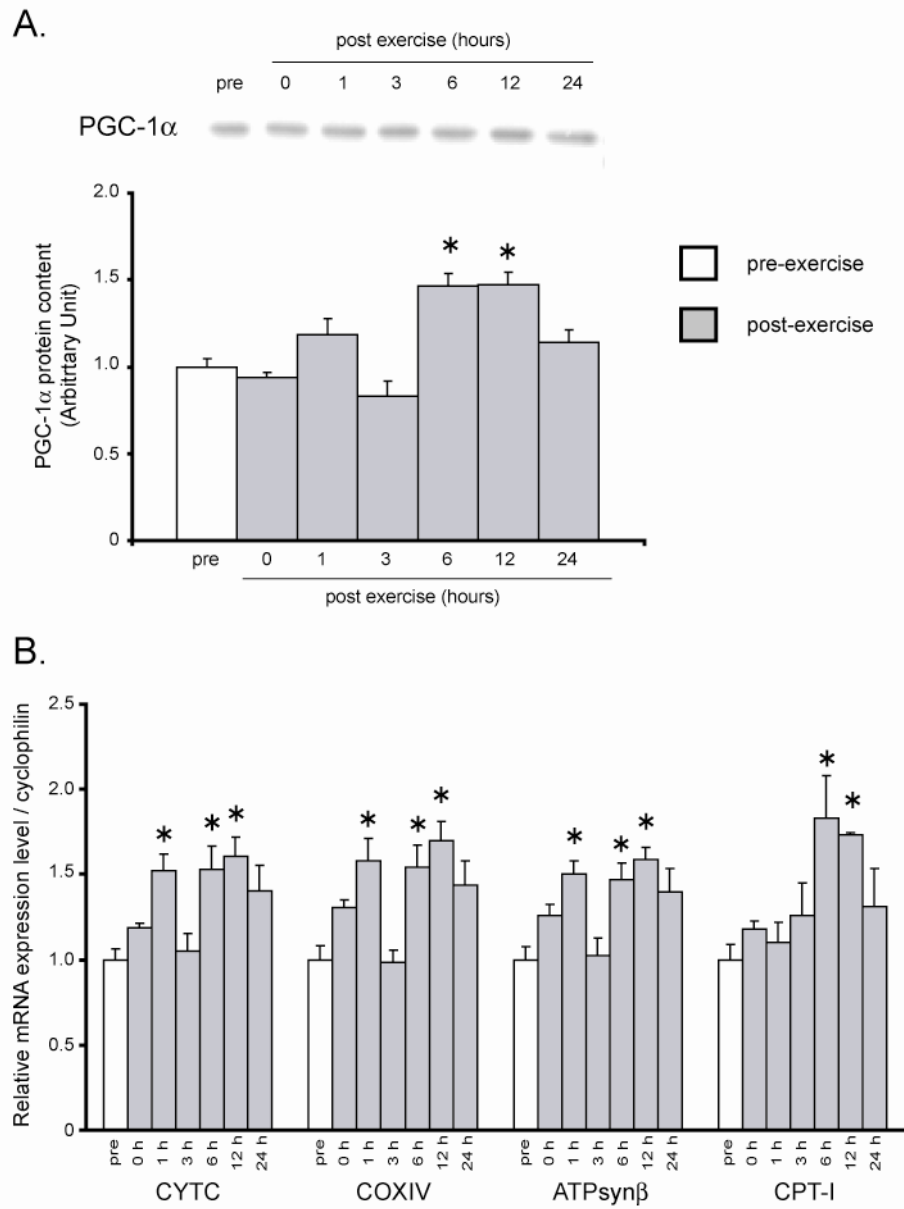 A.
post exercise (hours)
pre 0 1 3 6 12 24
PGC-1α
2.0
1.5
1.0
0.5
0
PGC-1α protein content
(Arbitrtary Unit)
* *
pre-exercise
post-exercise
pre 0 1 3 6 12 24
post exercise (hours)
B.
Relative mRNA expression level / cyclophilin
2.5
2.0
1.5
1.0
0.5
0
* * * * * * * * * * *
pre 0 h 1 h 3 h 6 h 12 h 24 h pre 0 h 1 h 3 h 6 h 12 h 24 h pre 0 h 1 h 3 h 6 h 12 h 24 h pre 0 h 1 h 3 h 6 h 12 h 24 h
CYTC COXIV ATPsynβ CPT-I